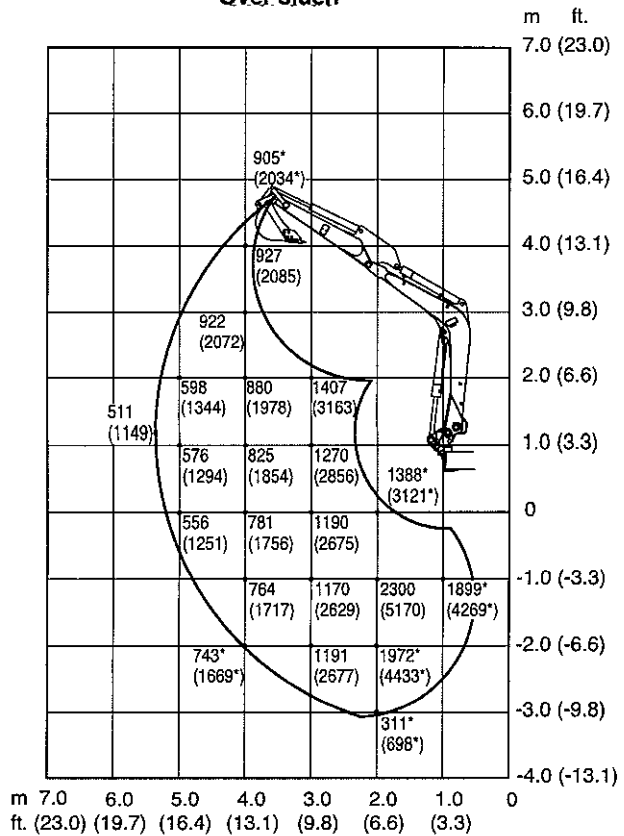 m ft.
7.0 (23.0)
6.0 (19.7)
905*
(2034*)
5.0 (16.4)
927
(2085)
4.0 (13.1)
922
(2072)
3.0 (9.8)
598 880 1407
(1344) (1978) (3163)
2.0 (6.6)
511
(1149)
576 825 1270
(1294) (1854) (2856)
1.0 (3.3)
1388*
(3121*)
556 781 1190
(1251) (1756) (2675)
0
764 1170 2300 1899*
(1717) (2629) (5170) (4269*)
-1.0 (-3.3)
743* 1191 1972*
(1669*) (2677) (4433*)
-2.0 (-6.6)
311*
(698*)
-3.0 (-9.8)
-4.0 (-13.1)
m 7.0 6.0 5.0 4.0 3.0 2.0 1.0 0
ft. (23.0) (19.7) (16.4) (13.1) (9.8) (6.6) (3.3)